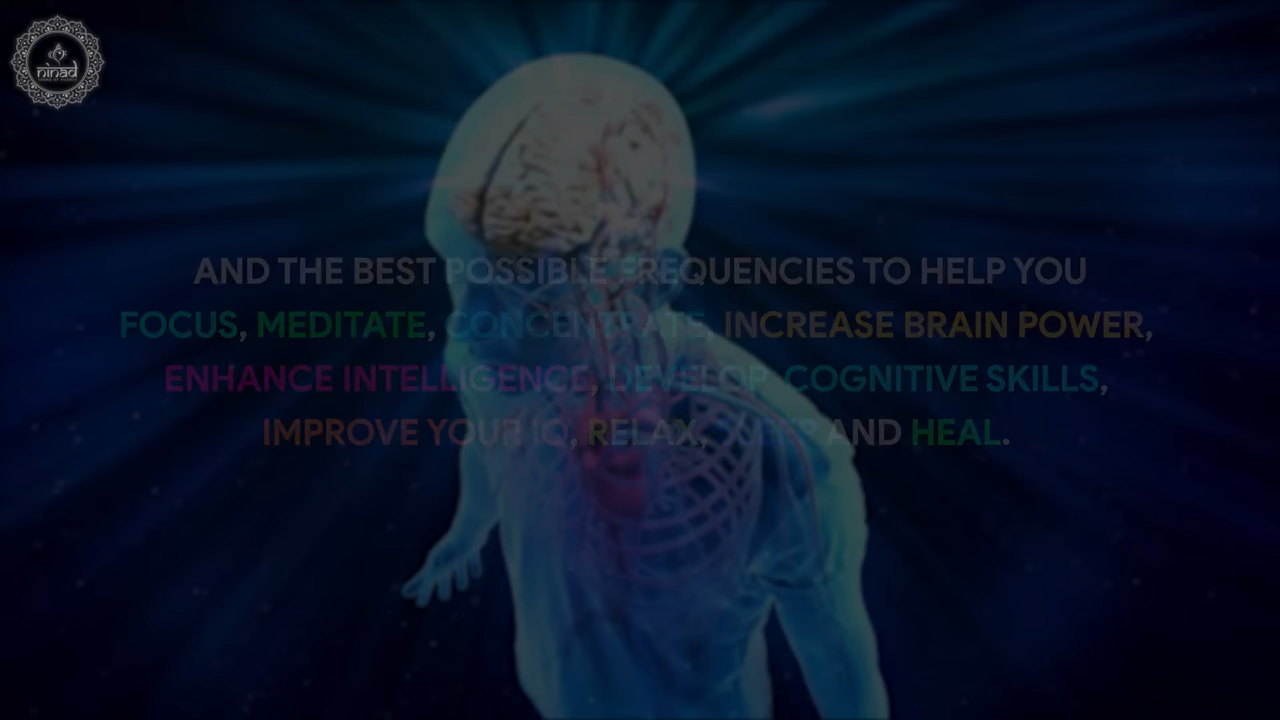 ninad
AND THE BEST POSSIBLE FREQUENCIES TO HELP YOU
FOCUS, MEDITATE, CONCENTRATE, INCREASE BRAIN POWER,
ENHANCE INTELLIGENCE, DEVELOP COGNITIVE SKILLS,
IMPROVE YOUR IQ, RELAX, AND HEAL.